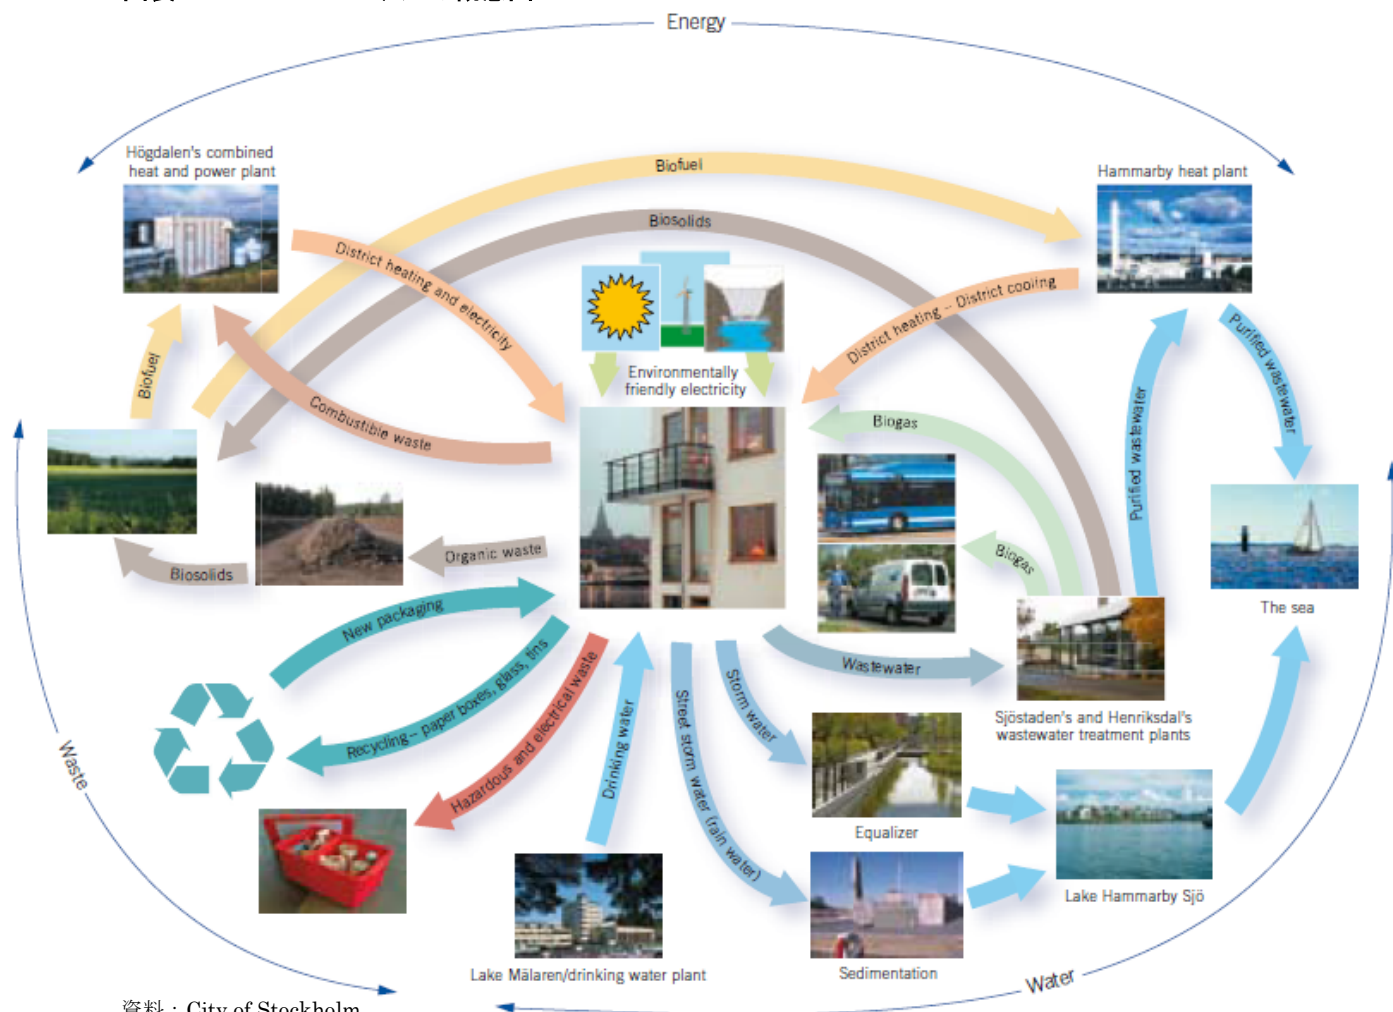 Energy
Högdalen's combined
heat and power plant
Biofuel
Hammarby heat plant
Biosolids
District heating and electricity
District heating – District cooling
Purified wastewater
Biofuel
Environmentally
friendly electricity
Combustible waste
Biogas
Purified wastewater
Organic waste
Biogas
Biosolids
The sea
New packaging
Wastewater
Recycling – paper boxes, glass, tins
Hazardous and electrical waste
Drinking water
Street storm water (rain water)
Storm water
Sjöstaden's and Henriksdal's
wastewater treatment plants
Waste
Equalizer
Lake Hammarby Sjö
Lake Mälaren/drinking water plant
Sedimentation
Water
資料：City of Stockholm